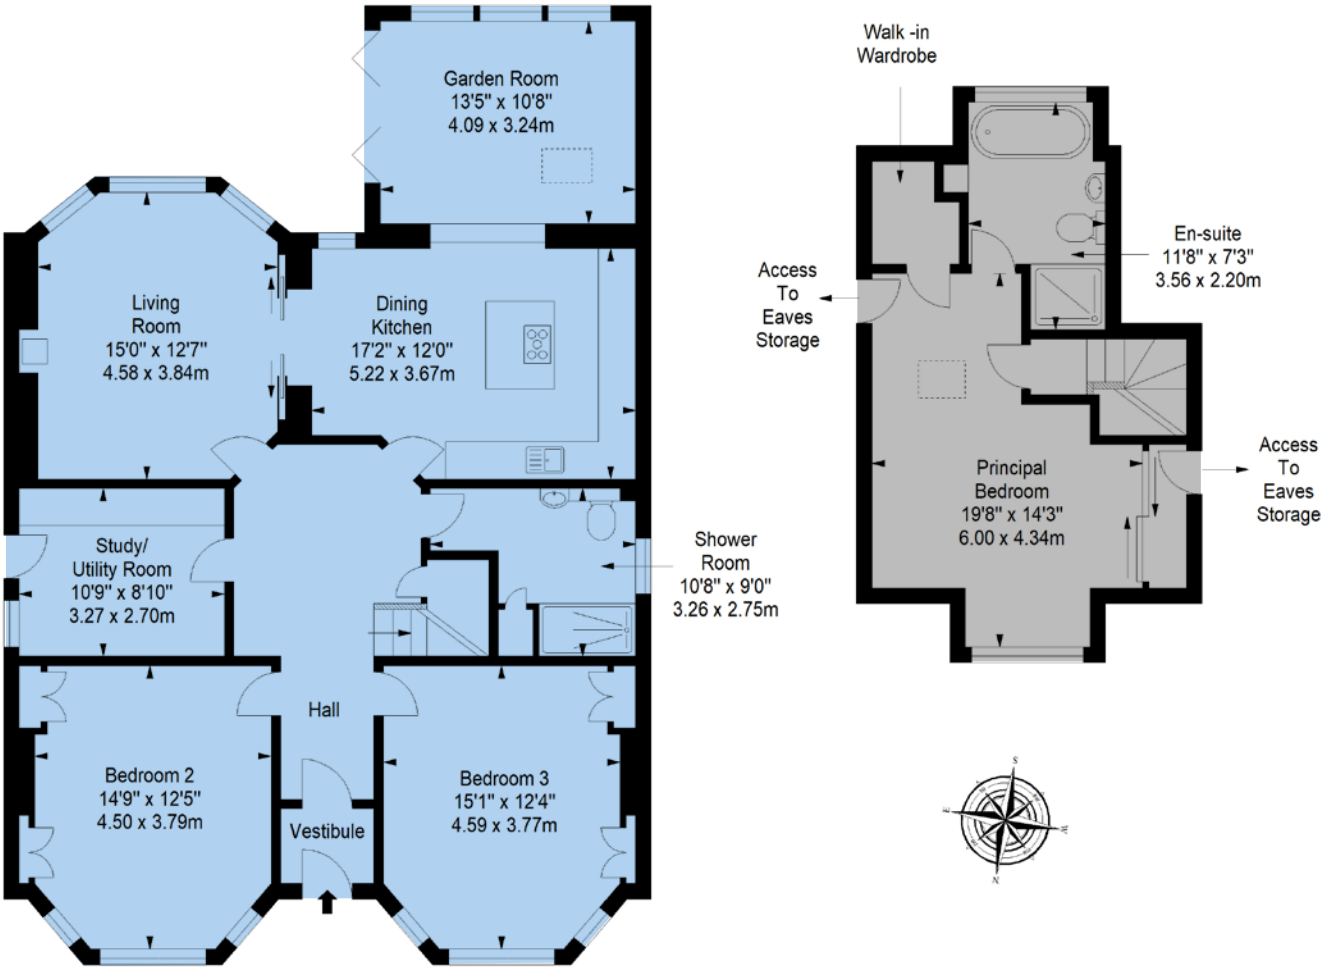 Garden Room
13'5" x 10'8"
4.09 x 3.24m
Living
Room
15'0" x 12'7"
4.58 x 3.84m
Dining
Kitchen
17'2" x 12'0"
5.22 x 3.67m
Study/
Utility Room
10'9" x 8'10"
3.27 x 2.70m
Shower
Room
10'8" x 9'0"
3.26 x 2.75m
Hall
Bedroom 2
14'9" x 12'5"
4.50 x 3.79m
Vestibule
Bedroom 3
15'1" x 12'4"
4.59 x 3.77m
Walk -in
Wardrobe
En-suite
11'8" x 7'3"
3.56 x 2.20m
Access
To
Eaves
Storage
Principal
Bedroom
19'8" x 14'3"
6.00 x 4.34m
Access
To
Eaves
Storage
S
E
W
N